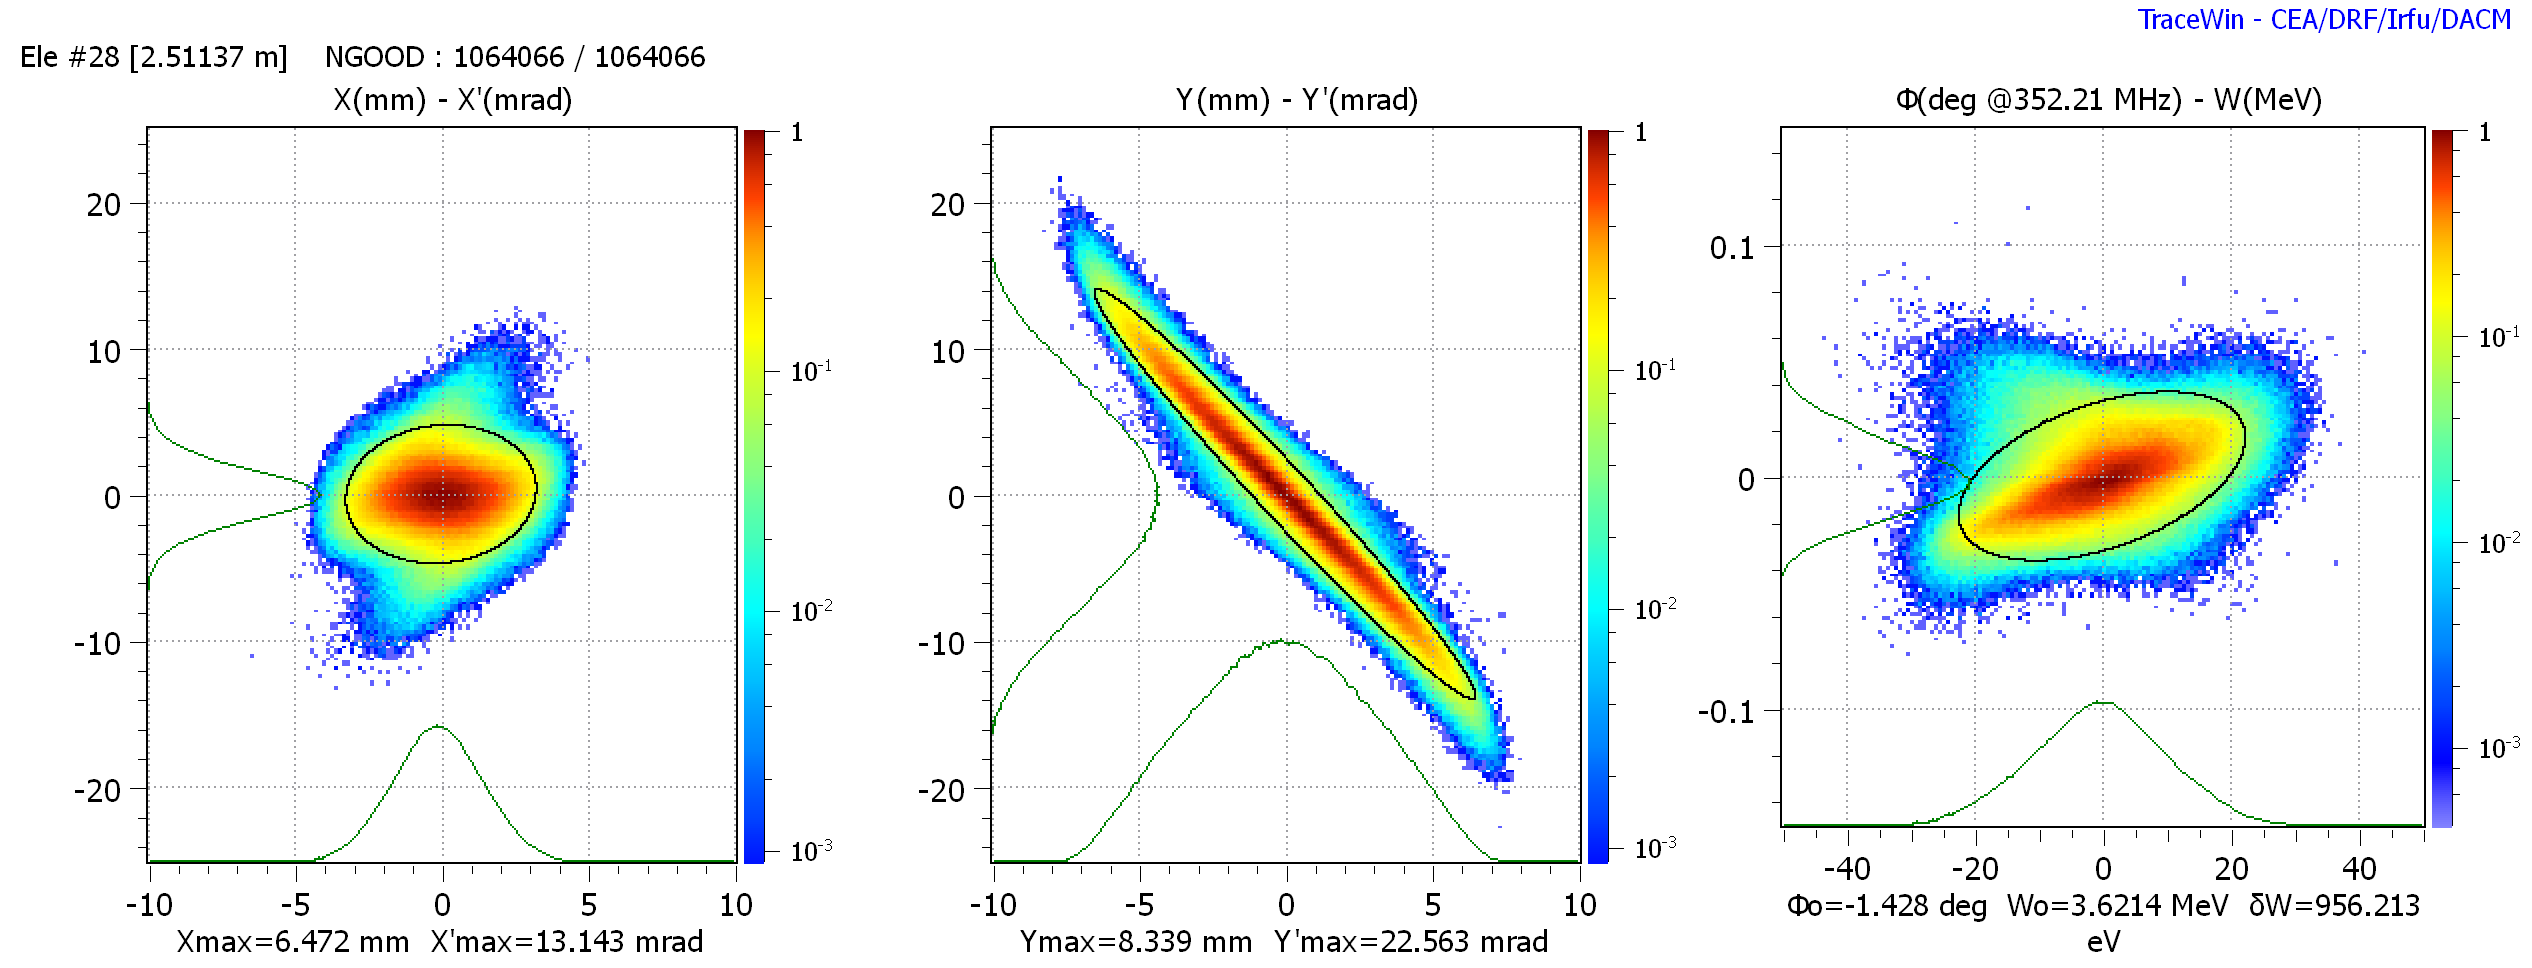 TraceWin - CEA/DRF/Irfu/DACM
Ele #28 [2.51137 m] NGOOD : 1064066 / 1064066
X(mm) - X'(mrad)
20
10
0
-10
-20
-10 -5 0 5 10
1
10-1
10-2
10-3
Xmax=6.472 mm X'max=13.143 mrad
Y(mm) - Y'(mrad)
20
10
0
-10
-20
-10 -5 0 5 10
1
10-1
10-2
10-3
Ymax=8.339 mm Y'max=22.563 mrad
Φ(deg @352.21 MHz) - W(MeV)
0.1
0
-0.1
-40 -20 0 20 40
1
10-1
10-2
10-3
Φo=-1.428 deg Wo=3.6214 MeV δW=956.213
eV